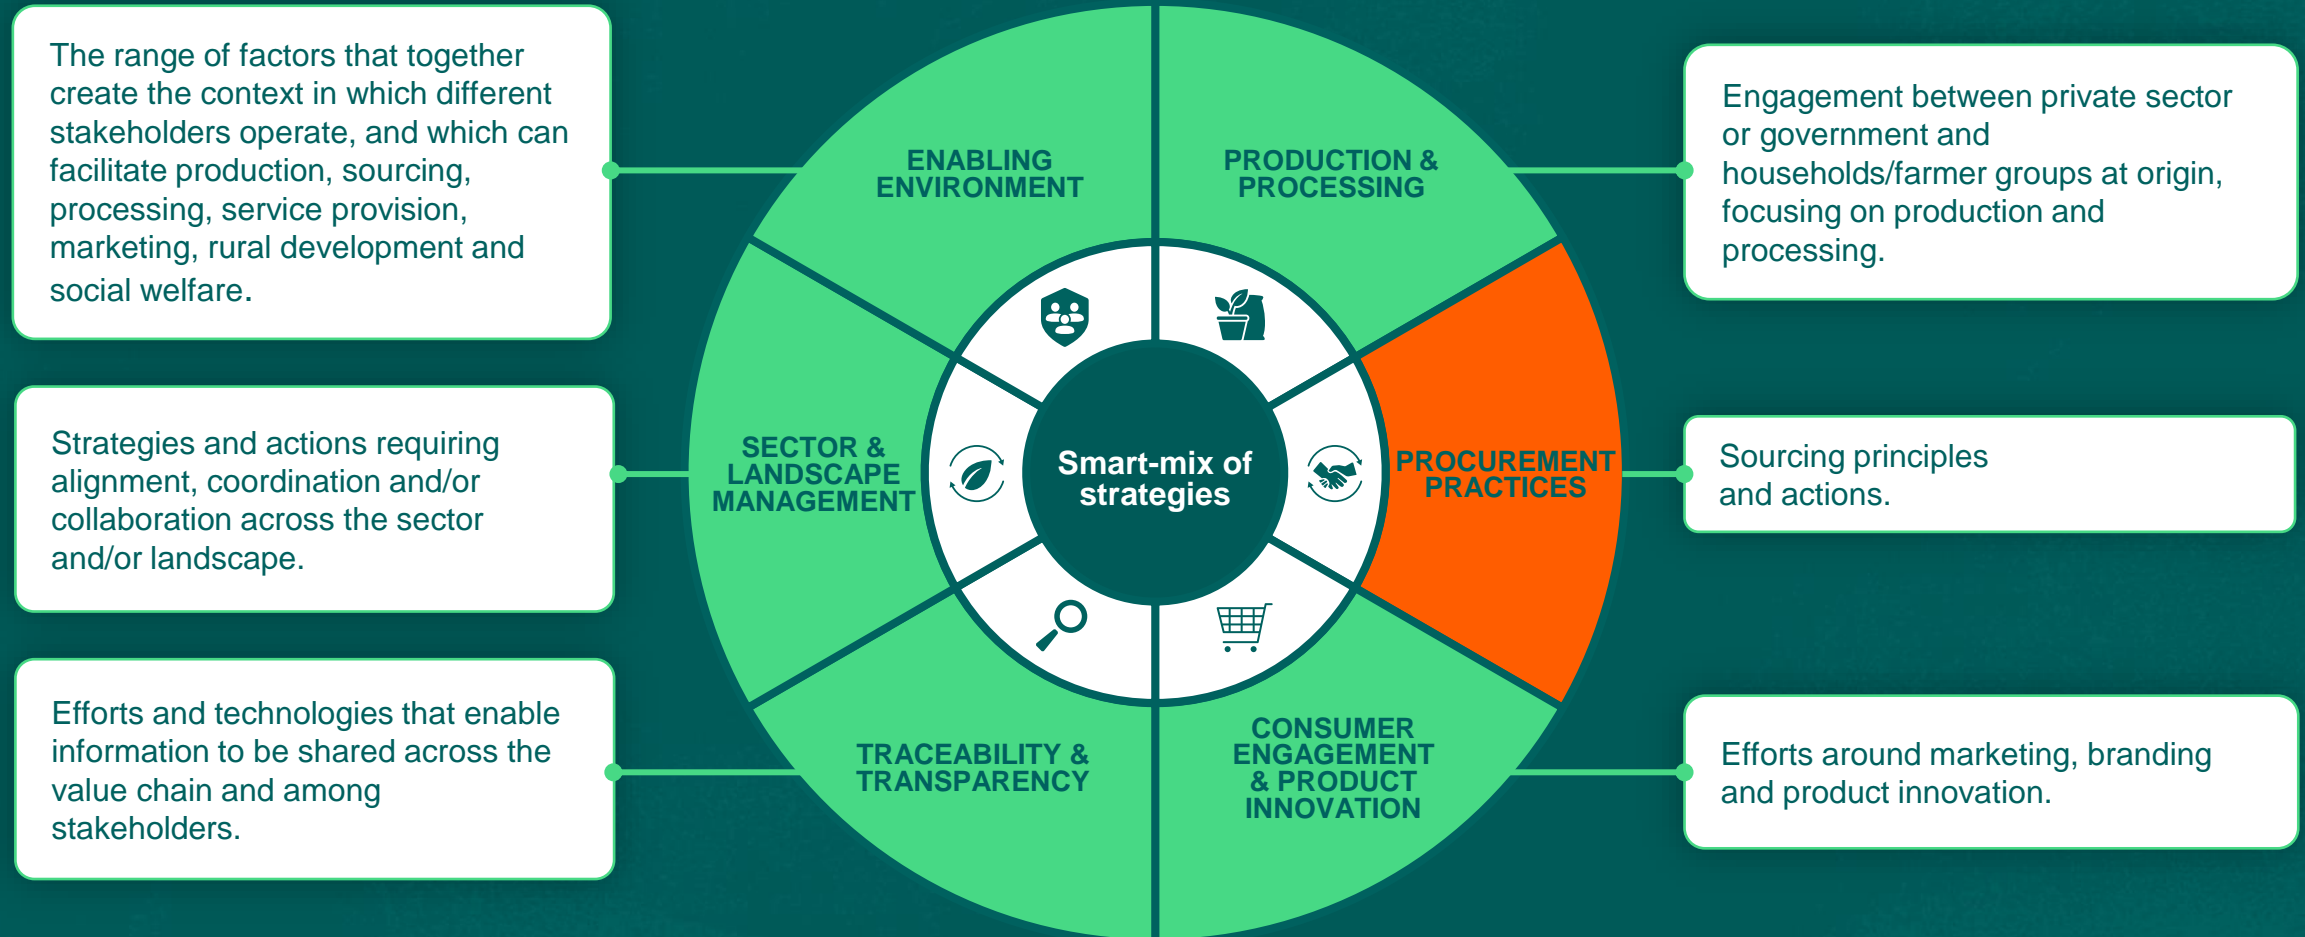 The range of factors that together
create the context in which different
stakeholders operate, and which can
facilitate production, sourcing,
processing, service provision,
marketing, rural development and
social welfare.
Strategies and actions requiring
alignment, coordination and/or
collaboration across the sector
and/or landscape.
Efforts and technologies that enable
information to be shared across the
value chain and among
stakeholders.
ENABLING
ENVIRONMENT
PRODUCTION &
PROCESSING
SECTOR &
LANDSCAPE
MANAGEMENT
Smart-mix of
strategies
PROCUREMENT
PRACTICES
TRACEABILITY &
TRANSPARENCY
CONSUMER
ENGAGEMENT
& PRODUCT
INNOVATION
Engagement between private sector
or government and
households/farmer groups at origin,
focusing on production and
processing.
Sourcing principles
and actions.
Efforts around marketing, branding
and product innovation.